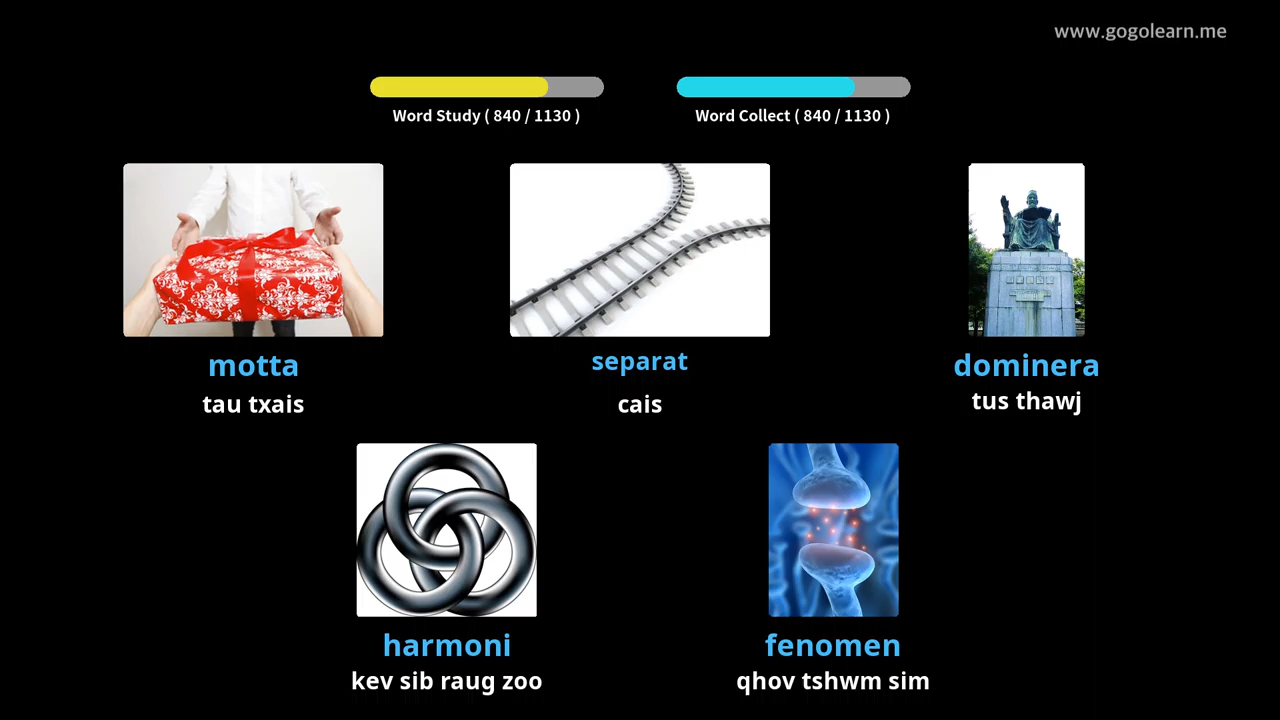 www.gogolearn.me
Word Study ( 840 / 1130 )
Word Collect ( 840 / 1130 )
motta
tau txais
separat
cais
dominera
tus thawj
harmoni
kev sib raug zoo
fenomen
qhov tshwm sim